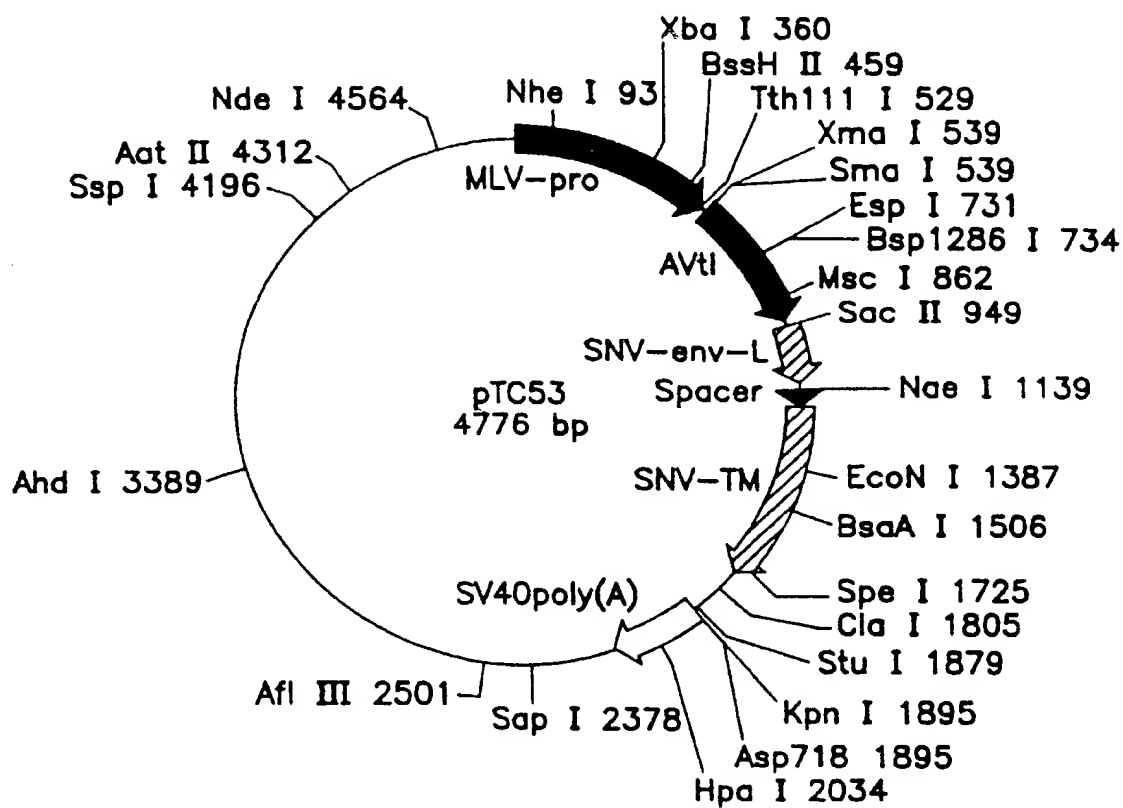 Xba I 360
BssH II 459
Nhe I 93
Tth111 I 529
Nde I 4564
Xma I 539
Aat II 4312
Sma I 539
Ssp I 4196
MLV-pro
Esp I 731
Bsp1286 I 734
AVtl
Msc I 862
Sac II 949
SNV-env-L
Spacer
Nae I 1139
pTC53
4776 bp
Ahd I 3389
SNV-TM
EcoN I 1387
BsaA I 1506
SV40poly(A)
Spe I 1725
Cla I 1805
Stu I 1879
Afl III 2501
Sap I 2378
Kpn I 1895
Asp718 1895
Hpa I 2034